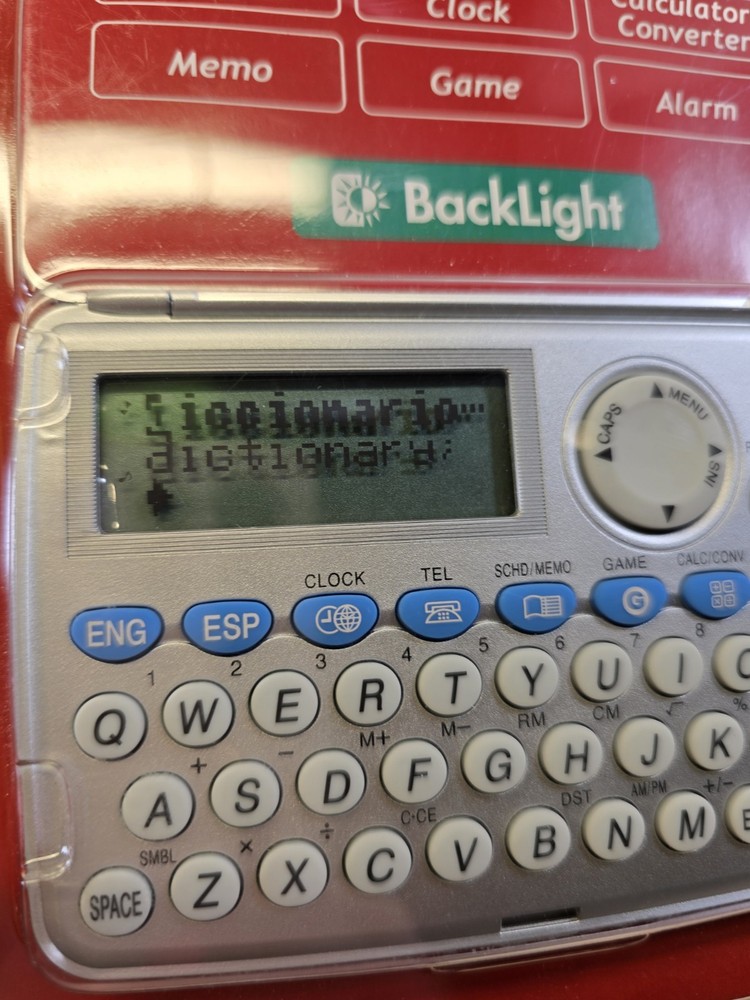 Clock
Calculator
Converter
Memo
Game
Alarm
BackLight
dictionary
MENU
CAPS
INS
CLOCK
TEL
SCHD/MEMO
GAME
CALC/CONV
ENG
ESP
G
1 2 3 4 5 6 7 8
Q W E R T Y U I
M+ M− RM CM √ %
+ −
A S D F G H J K
C·CE DST AM/PM +/−
SMBL × ÷
SPACE Z X C V B N M